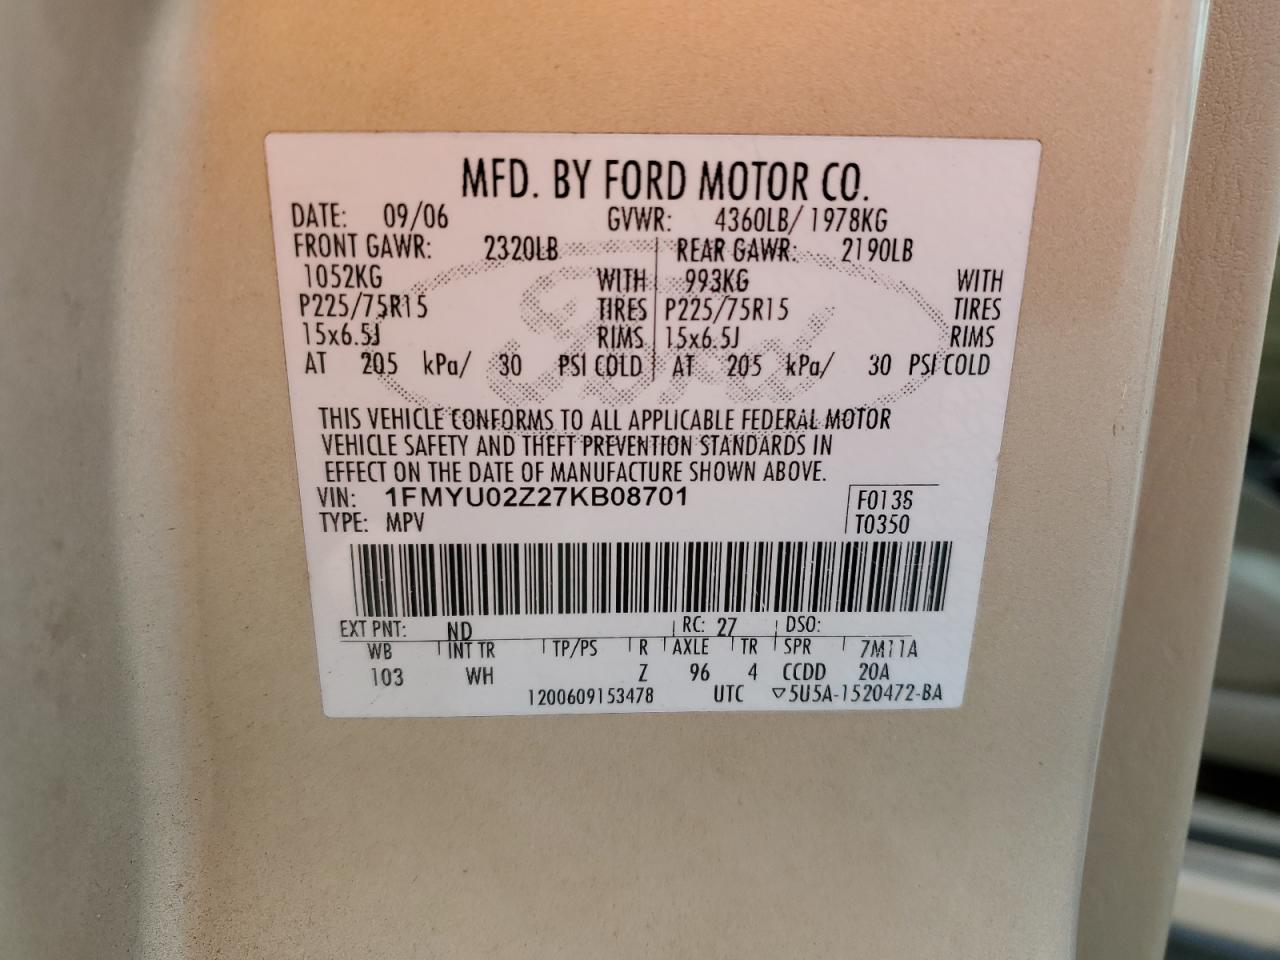 MFD. BY FORD MOTOR CO.
DATE: 09/06 GVWR: 4360LB/ 1978KG
FRONT GAWR: 2320LB REAR GAWR: 2190LB
1052KG WITH 993KG WITH
P225/75R15 TIRES P225/75R15 TIRES
15x6.5J RIMS 15x6.5J RIMS
AT 205 kPa/ 30 PSI COLD AT 205 kPa/ 30 PSI COLD
Ford
THIS VEHICLE CONFORMS TO ALL APPLICABLE FEDERAL MOTOR
VEHICLE SAFETY AND THEFT PREVENTION STANDARDS IN
EFFECT ON THE DATE OF MANUFACTURE SHOWN ABOVE.
VIN: 1FMYU02Z27KB08701 F0138
TYPE: MPV T0350
EXT PNT: ND RC: 27 DSO:
WB INT TR TP/PS R AXLE TR SPR 7M11A
103 WH Z 96 4 CCDD 20A
1200609153478 UTC ▽5U5A-1520472-BA